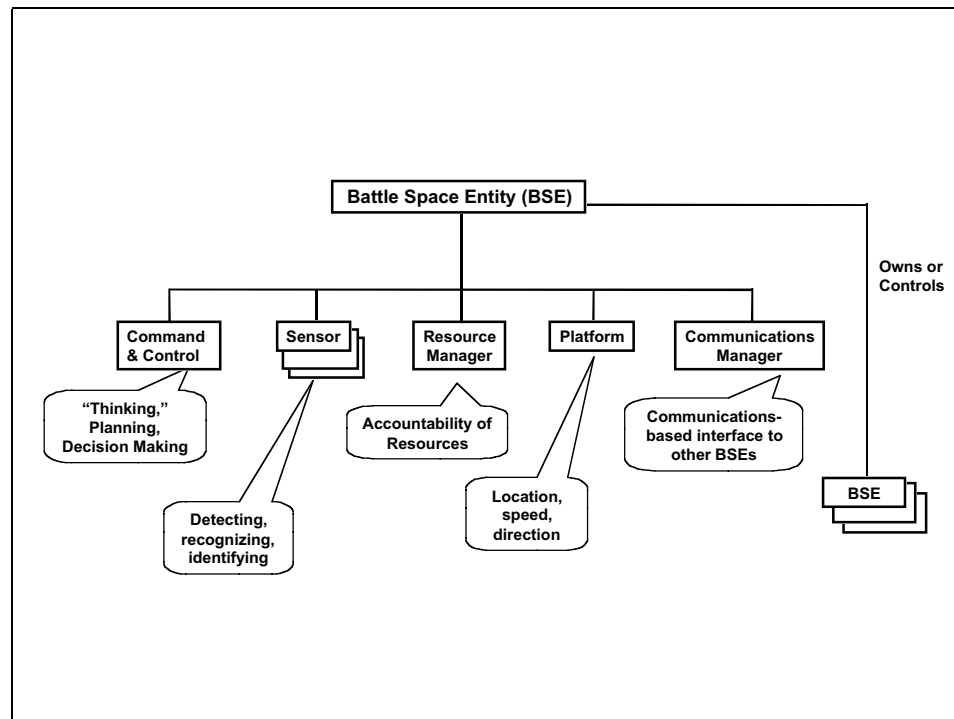 Battle Space Entity (BSE)
Owns or
Controls
Command
& Control
Sensor
Resource
Manager
Platform
Communications
Manager
“Thinking,”
Planning,
Decision Making
Accountability of
Resources
Communications-
based interface to
other BSEs
Detecting,
recognizing,
identifying
Location,
speed,
direction
BSE